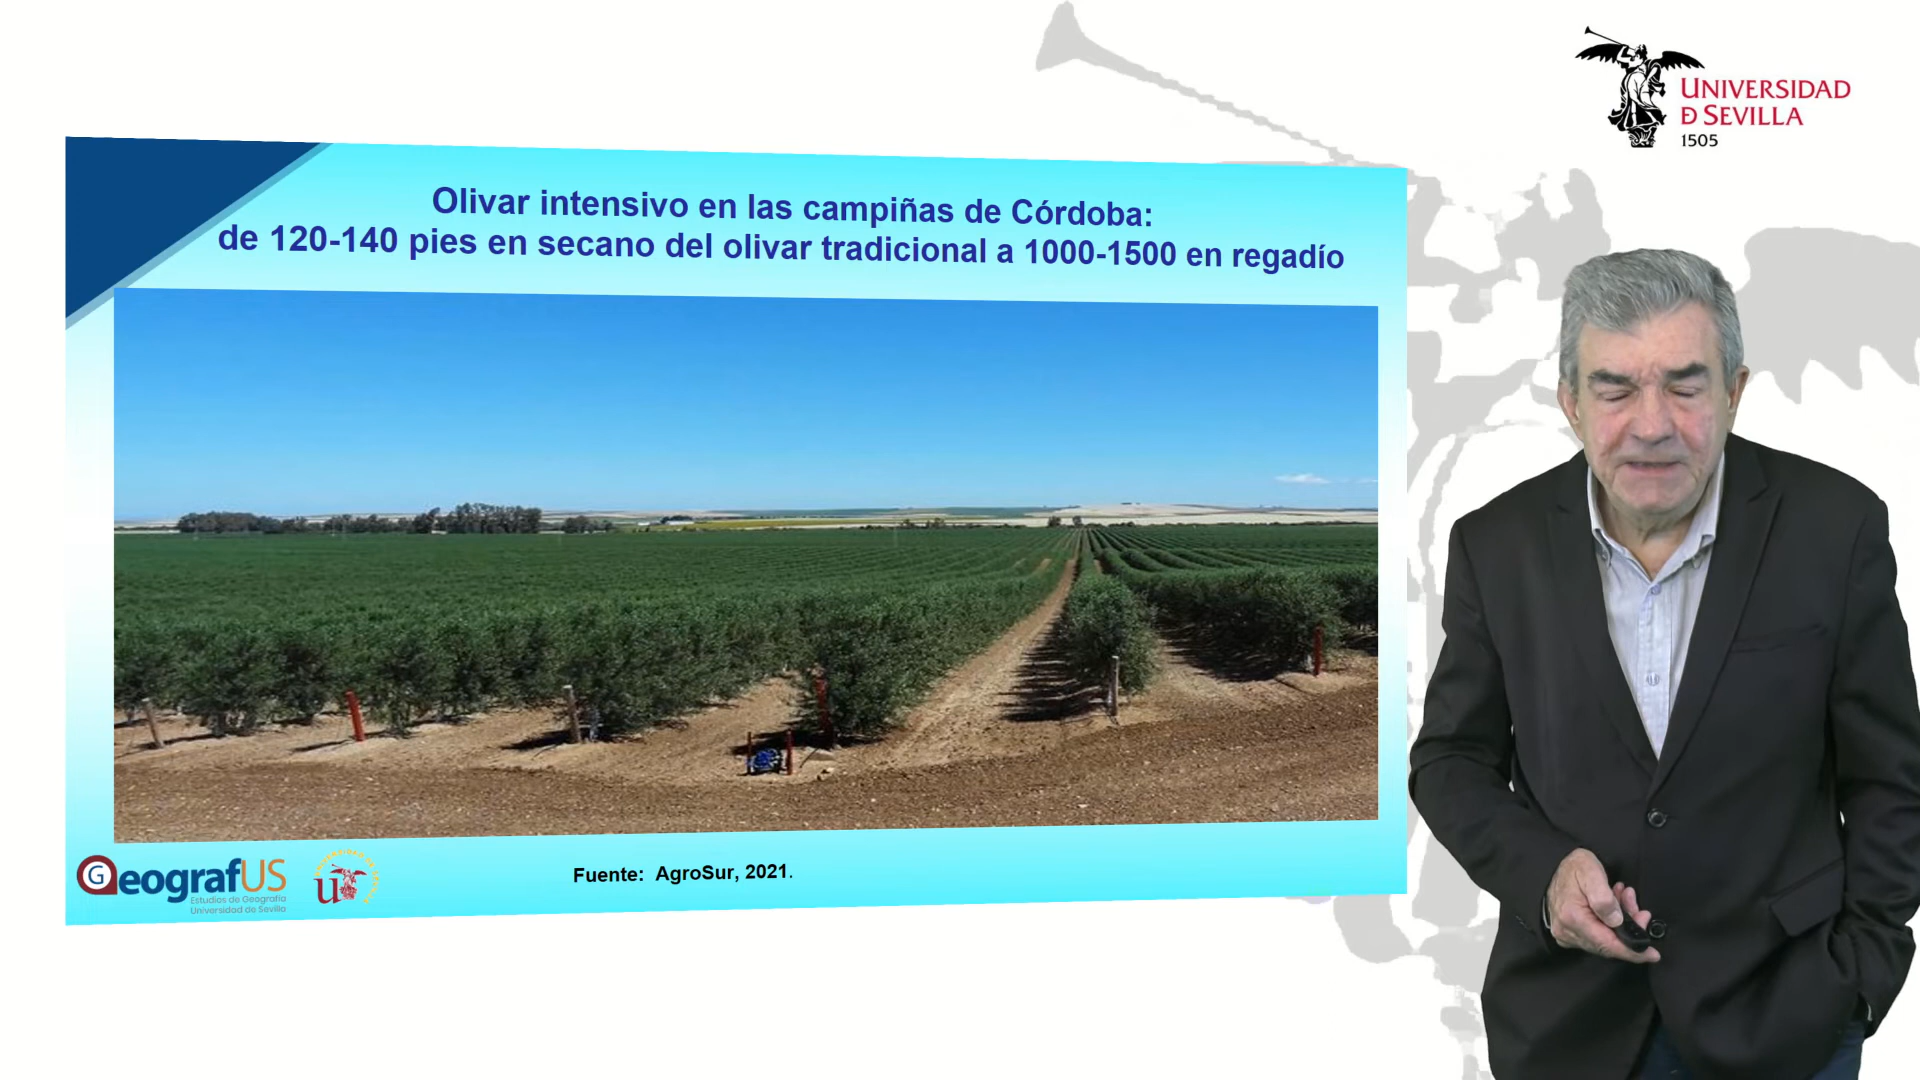 UNIVERSIDAD
Ð SEVILLA
1505
Olivar intensivo en las campiñas de Córdoba:
de 120-140 pies en secano del olivar tradicional a 1000-1500 en regadío
Fuente: AgroSur, 2021.
GeografUS
Estudios de Geografía
Universidad de Sevilla